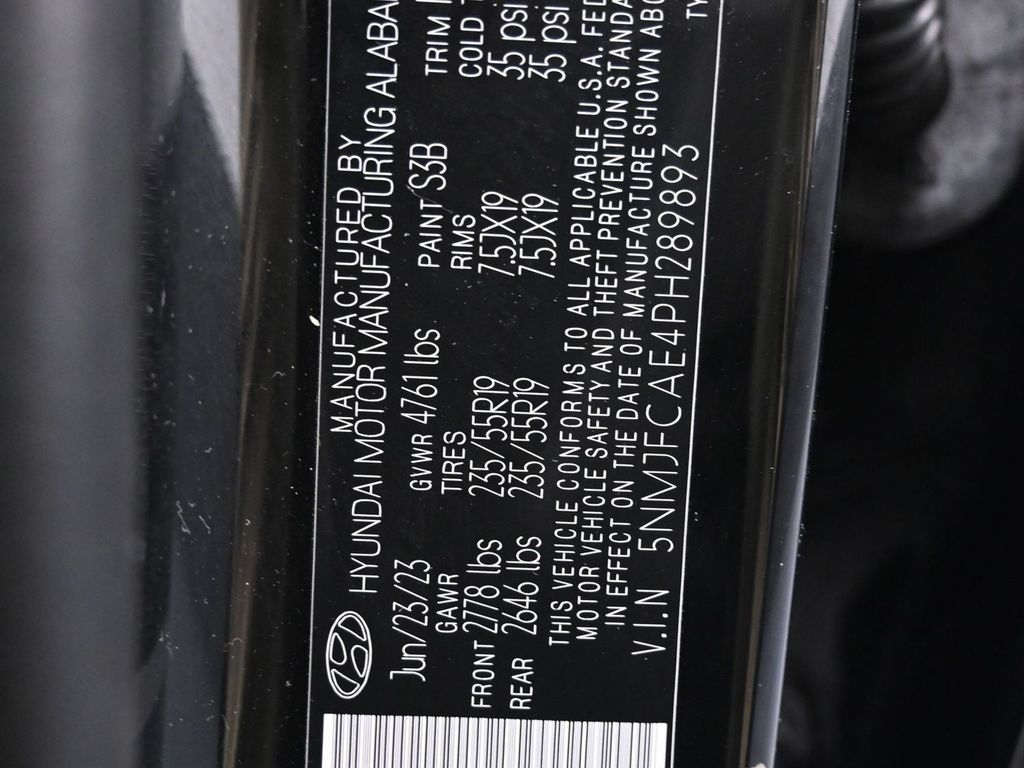 MANUFACTURED BY
HYUNDAI MOTOR MANUFACTURING ALABA
Jun/23/23 GVWR 4761 lbs PAINT S3B TRIM
GAWR TIRES RIMS COLD
FRONT 2778 lbs 235/55R19 7.5JX19 35 psi
REAR 2646 lbs 235/55R19 7.5JX19 35 psi
THIS VEHICLE CONFORMS TO ALL APPLICABLE U.S.A. FED
MOTOR VEHICLE SAFETY AND THEFT PREVENTION STANDA
IN EFFECT ON THE DATE OF MANUFACTURE SHOWN ABO
V.I.N 5NMJFCAE4PH289893 TY